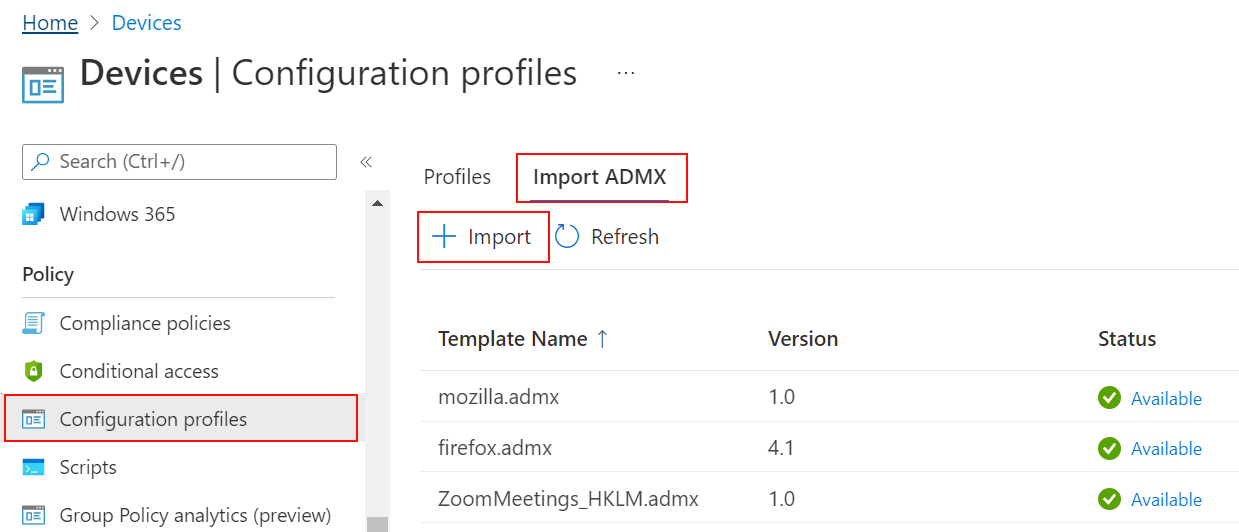 Home > Devices
Devices | Configuration profiles ...
Search (Ctrl+/) «
Windows 365
Policy
Compliance policies
Conditional access
Configuration profiles
Scripts
Group Policy analytics (preview)
Profiles Import ADMX
+ Import Refresh
Template Name ↑ Version Status
mozilla.admx 1.0 Available
firefox.admx 4.1 Available
ZoomMeetings_HKLM.admx 1.0 Available